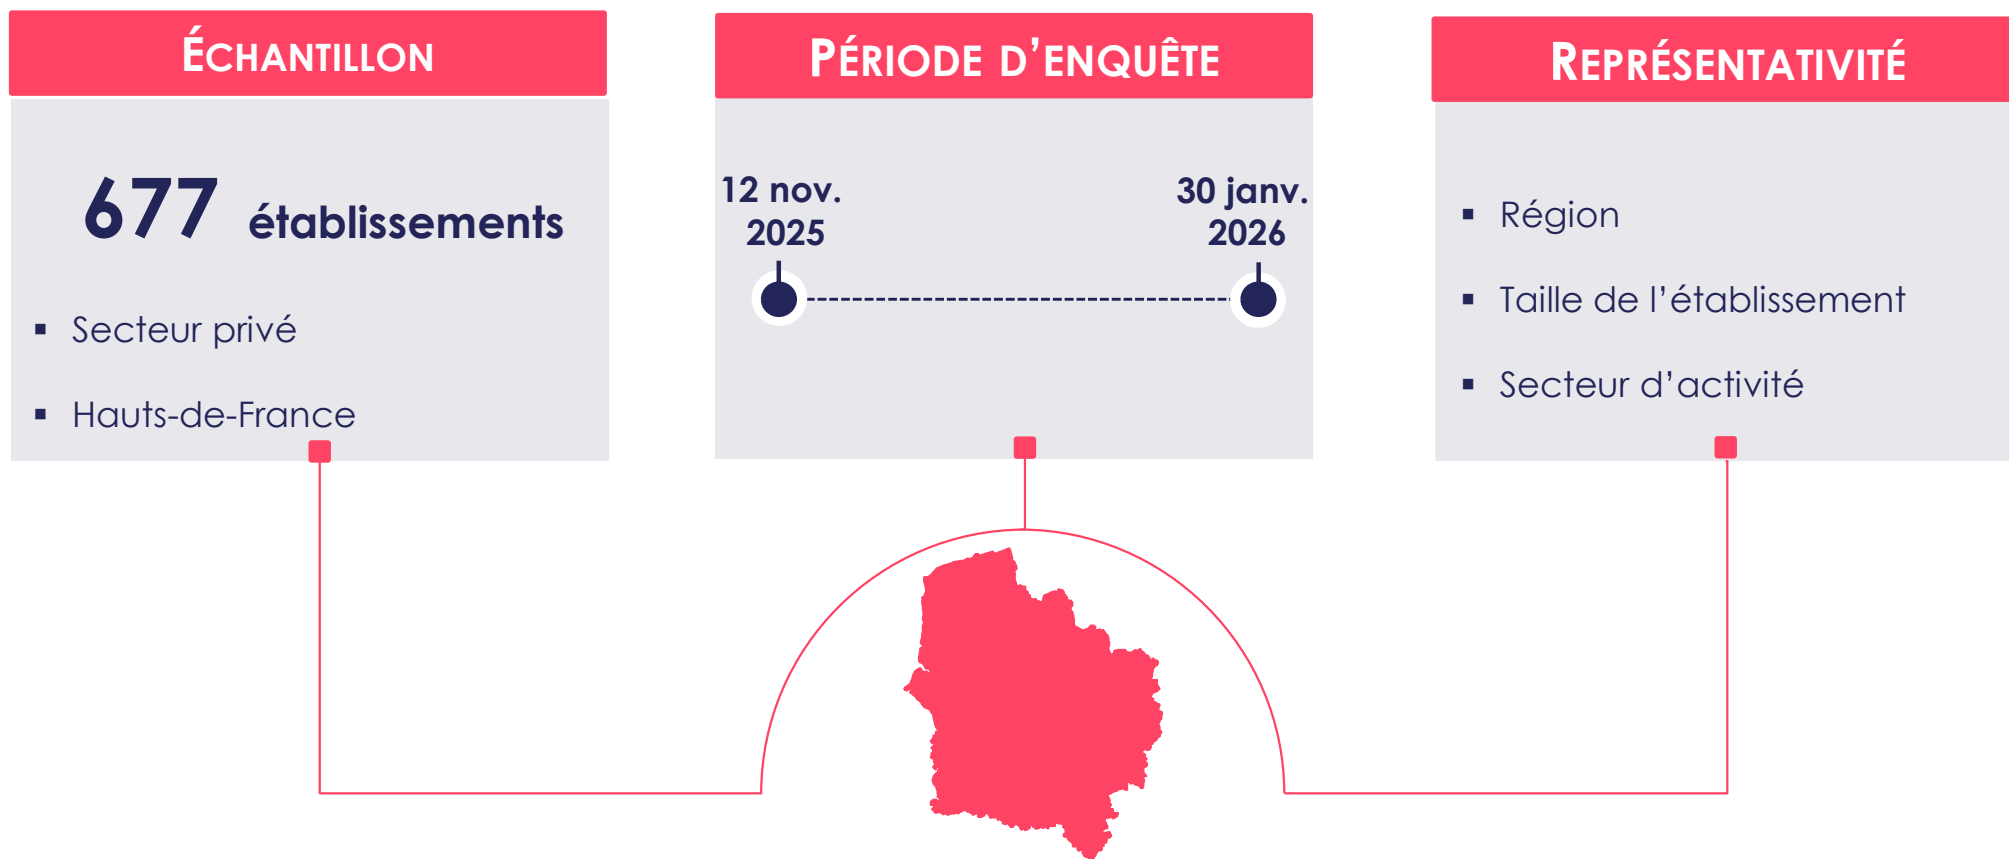 ÉCHANTILLON
677 établissements
▪ Secteur privé
▪ Hauts-de-France
PÉRIODE D'ENQUÊTE
12 nov.
2025
30 janv.
2026
REPRÉSENTATIVITÉ
▪ Région
▪ Taille de l'établissement
▪ Secteur d'activité